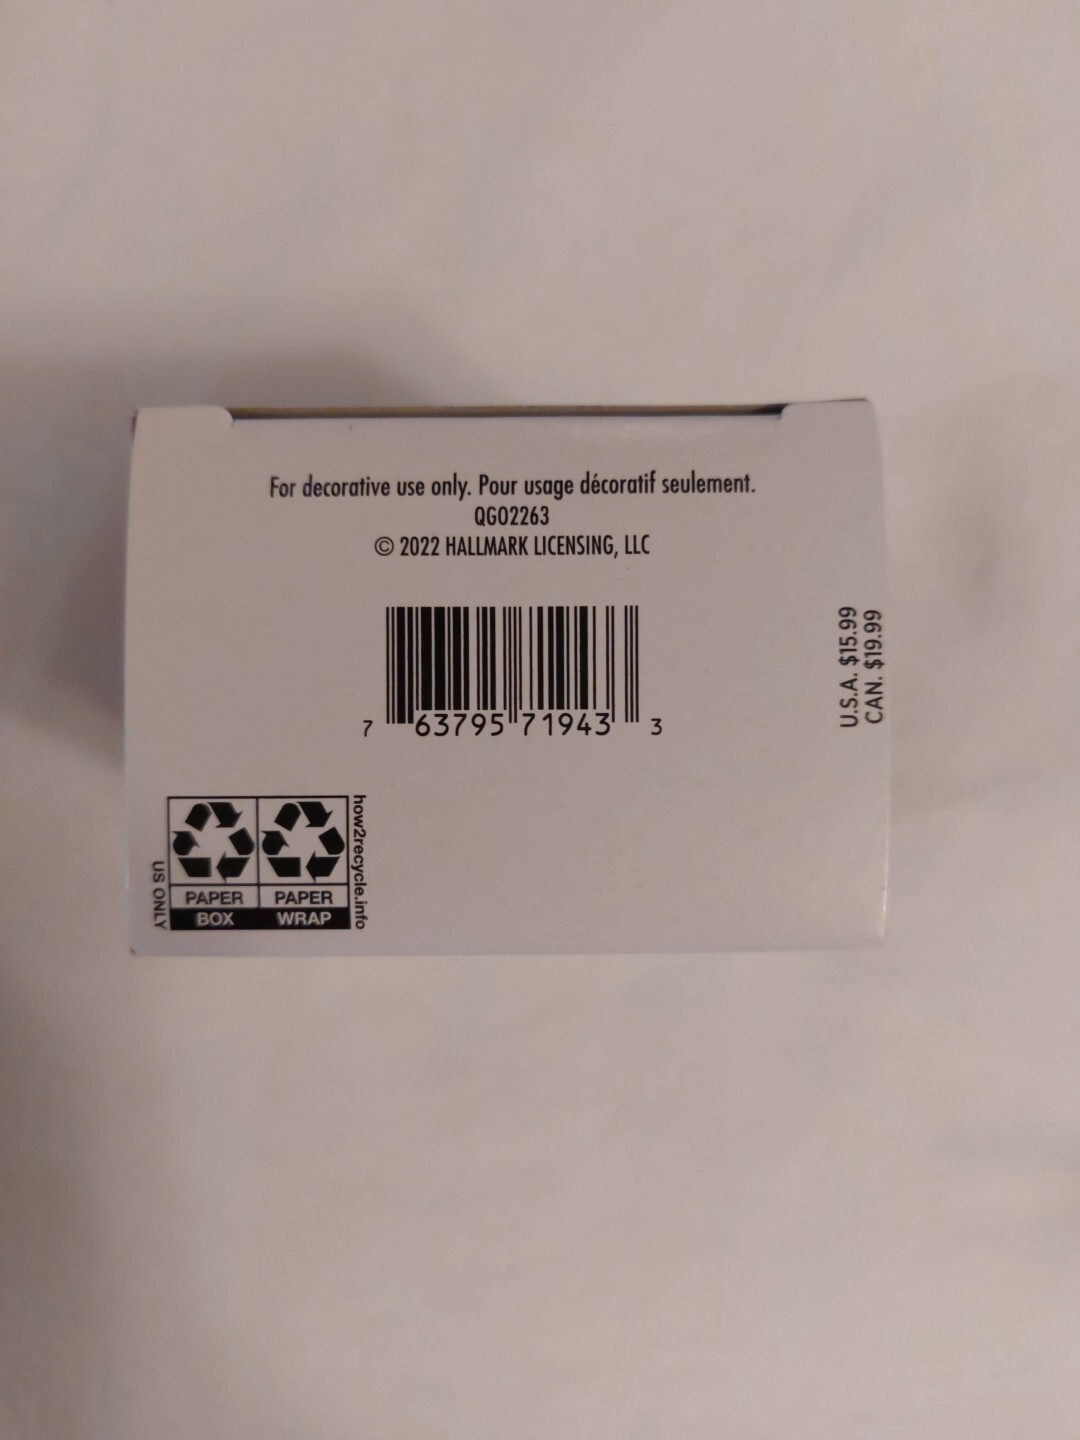 For decorative use only. Pour usage décoratif seulement.
QGO2263
© 2022 HALLMARK LICENSING, LLC
7 63795 71943 3
U.S.A. $15.99
CAN. $19.99
how2recycle.info
US ONLY
PAPER PAPER
BOX WRAP